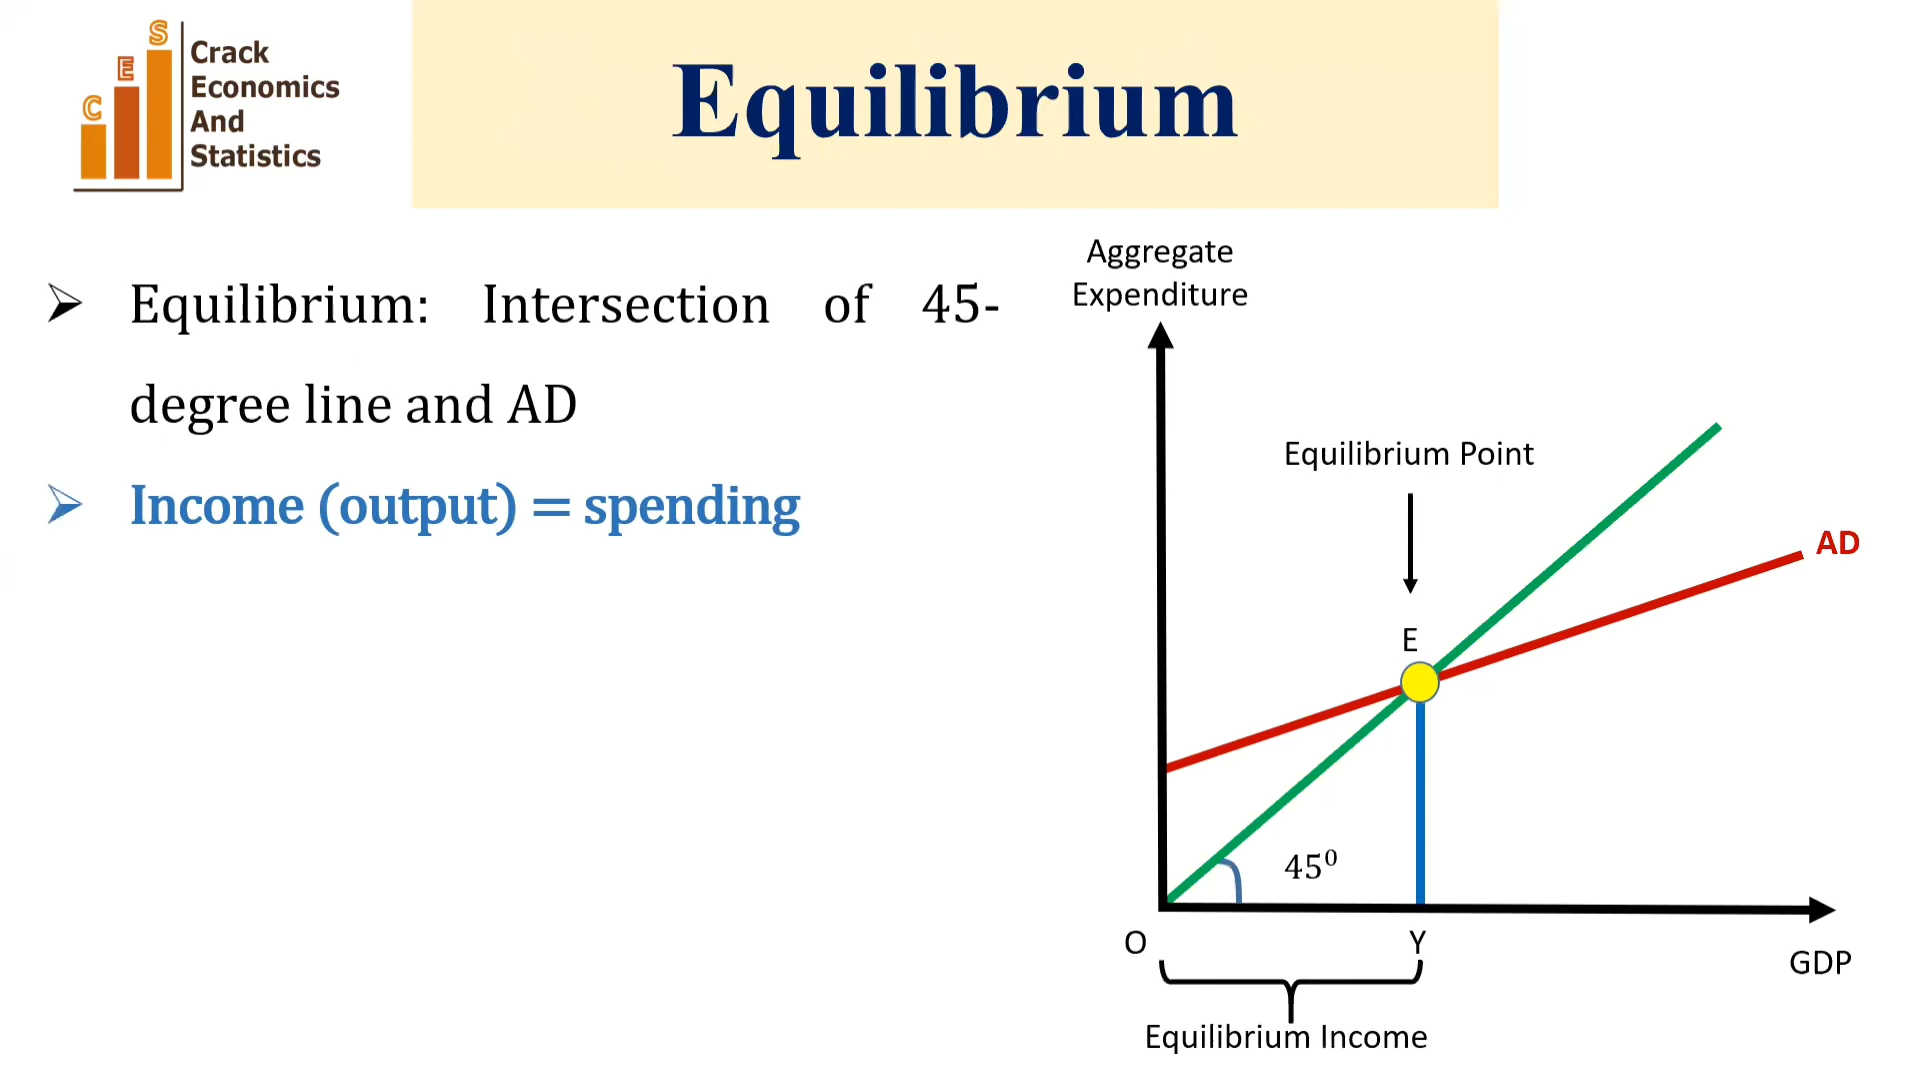 S
E
C
Crack
Economics
And
Statistics
Equilibrium
➢ Equilibrium: Intersection of 45-
degree line and AD
➢ Income (output) = spending
Aggregate
Expenditure
Equilibrium Point
AD
E
45⁰
O
Y
GDP
Equilibrium Income